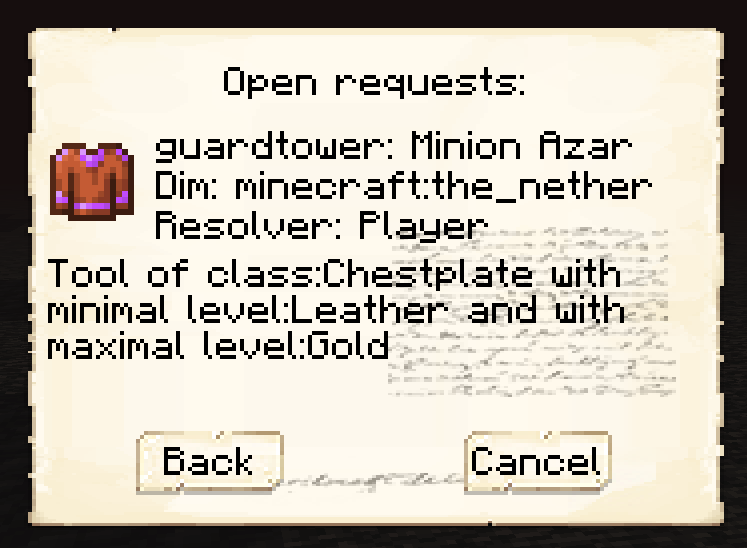 Open requests:
guardtower: Minion Azar
Dim: minecraft:the_nether
Resolver: Player
Tool of class:Chestplate with
minimal level:Leather and with
maximal level:Gold
Back
Cancel